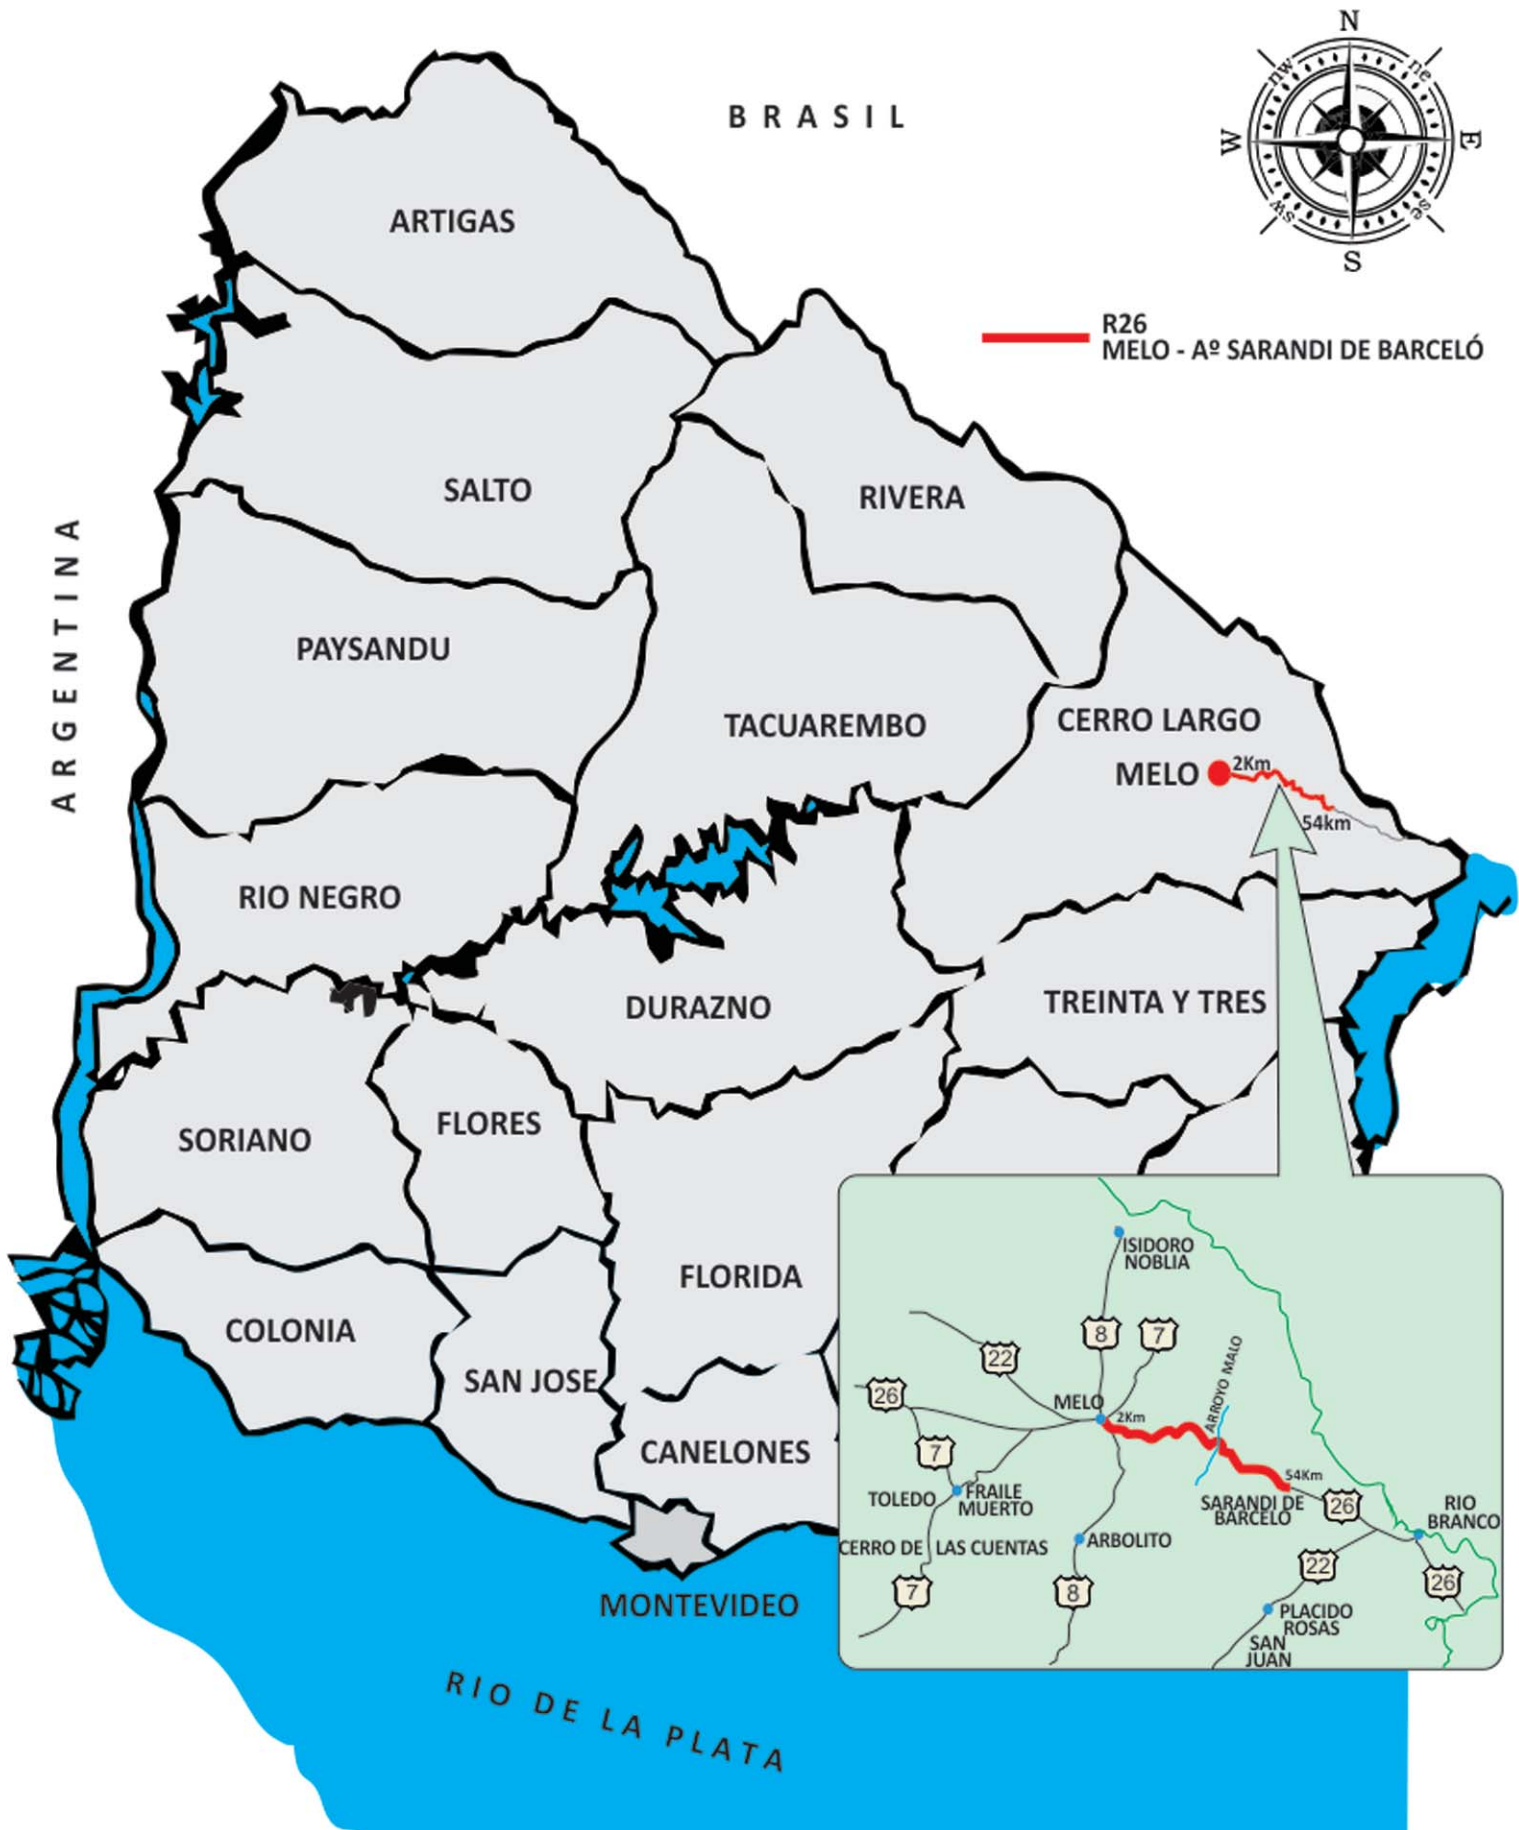 N
nw
ne
W
E
sw
se
S
BRASIL
ARTIGAS
R26
MELO - Aº SARANDI DE BARCELÓ
SALTO
RIVERA
ARGENTINA
PAYSANDU
TACUAREMBO
CERRO LARGO
MELO
2Km
54km
RIO NEGRO
DURAZNO
TREINTA Y TRES
SORIANO
FLORES
FLORIDA
COLONIA
SAN JOSE
CANELONES
MONTEVIDEO
RIO DE LA PLATA
ISIDORO
NOBLIA
8
7
22
26
MELO
2Km
ARROYO MALO
7
TOLEDO
FRAILE
MUERTO
54Km
SARANDI DE
BARCELO
26
RIO
BRANCO
CERRO DE LAS CUENTAS
ARBOLITO
22
26
7
8
PLACIDO
ROSAS
SAN
JUAN